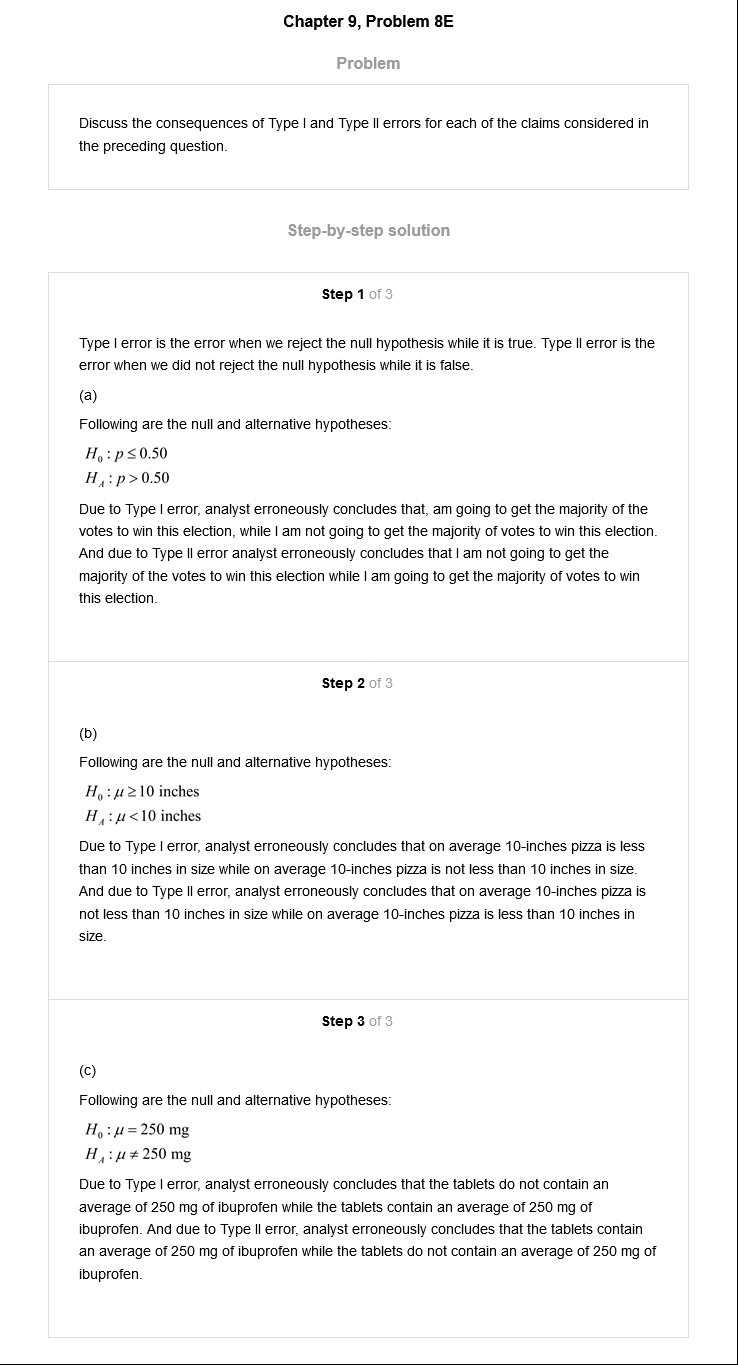 Chapter 9, Problem 8E
Problem
Discuss the consequences of Type I and Type II errors for each of the claims considered in
the preceding question.
Step-by-step solution
Step 1 of 3
Type I error is the error when we reject the null hypothesis while it is true. Type II error is the
error when we did not reject the null hypothesis while it is false.
(a)
Following are the null and alternative hypotheses:
H₀ : p ≤ 0.50
H_A : p > 0.50
Due to Type I error, analyst erroneously concludes that, am going to get the majority of the
votes to win this election, while I am not going to get the majority of votes to win this election.
And due to Type II error analyst erroneously concludes that I am not going to get the
majority of the votes to win this election while I am going to get the majority of votes to win
this election.
Step 2 of 3
(b)
Following are the null and alternative hypotheses:
H₀ : μ ≥ 10 inches
H_A : μ < 10 inches
Due to Type I error, analyst erroneously concludes that on average 10-inches pizza is less
than 10 inches in size while on average 10-inches pizza is not less than 10 inches in size.
And due to Type II error, analyst erroneously concludes that on average 10-inches pizza is
not less than 10 inches in size while on average 10-inches pizza is less than 10 inches in
size.
Step 3 of 3
(c)
Following are the null and alternative hypotheses:
H₀ : μ = 250 mg
H_A : μ ≠ 250 mg
Due to Type I error, analyst erroneously concludes that the tablets do not contain an
average of 250 mg of ibuprofen while the tablets contain an average of 250 mg of
ibuprofen. And due to Type II error, analyst erroneously concludes that the tablets contain
an average of 250 mg of ibuprofen while the tablets do not contain an average of 250 mg of
ibuprofen.